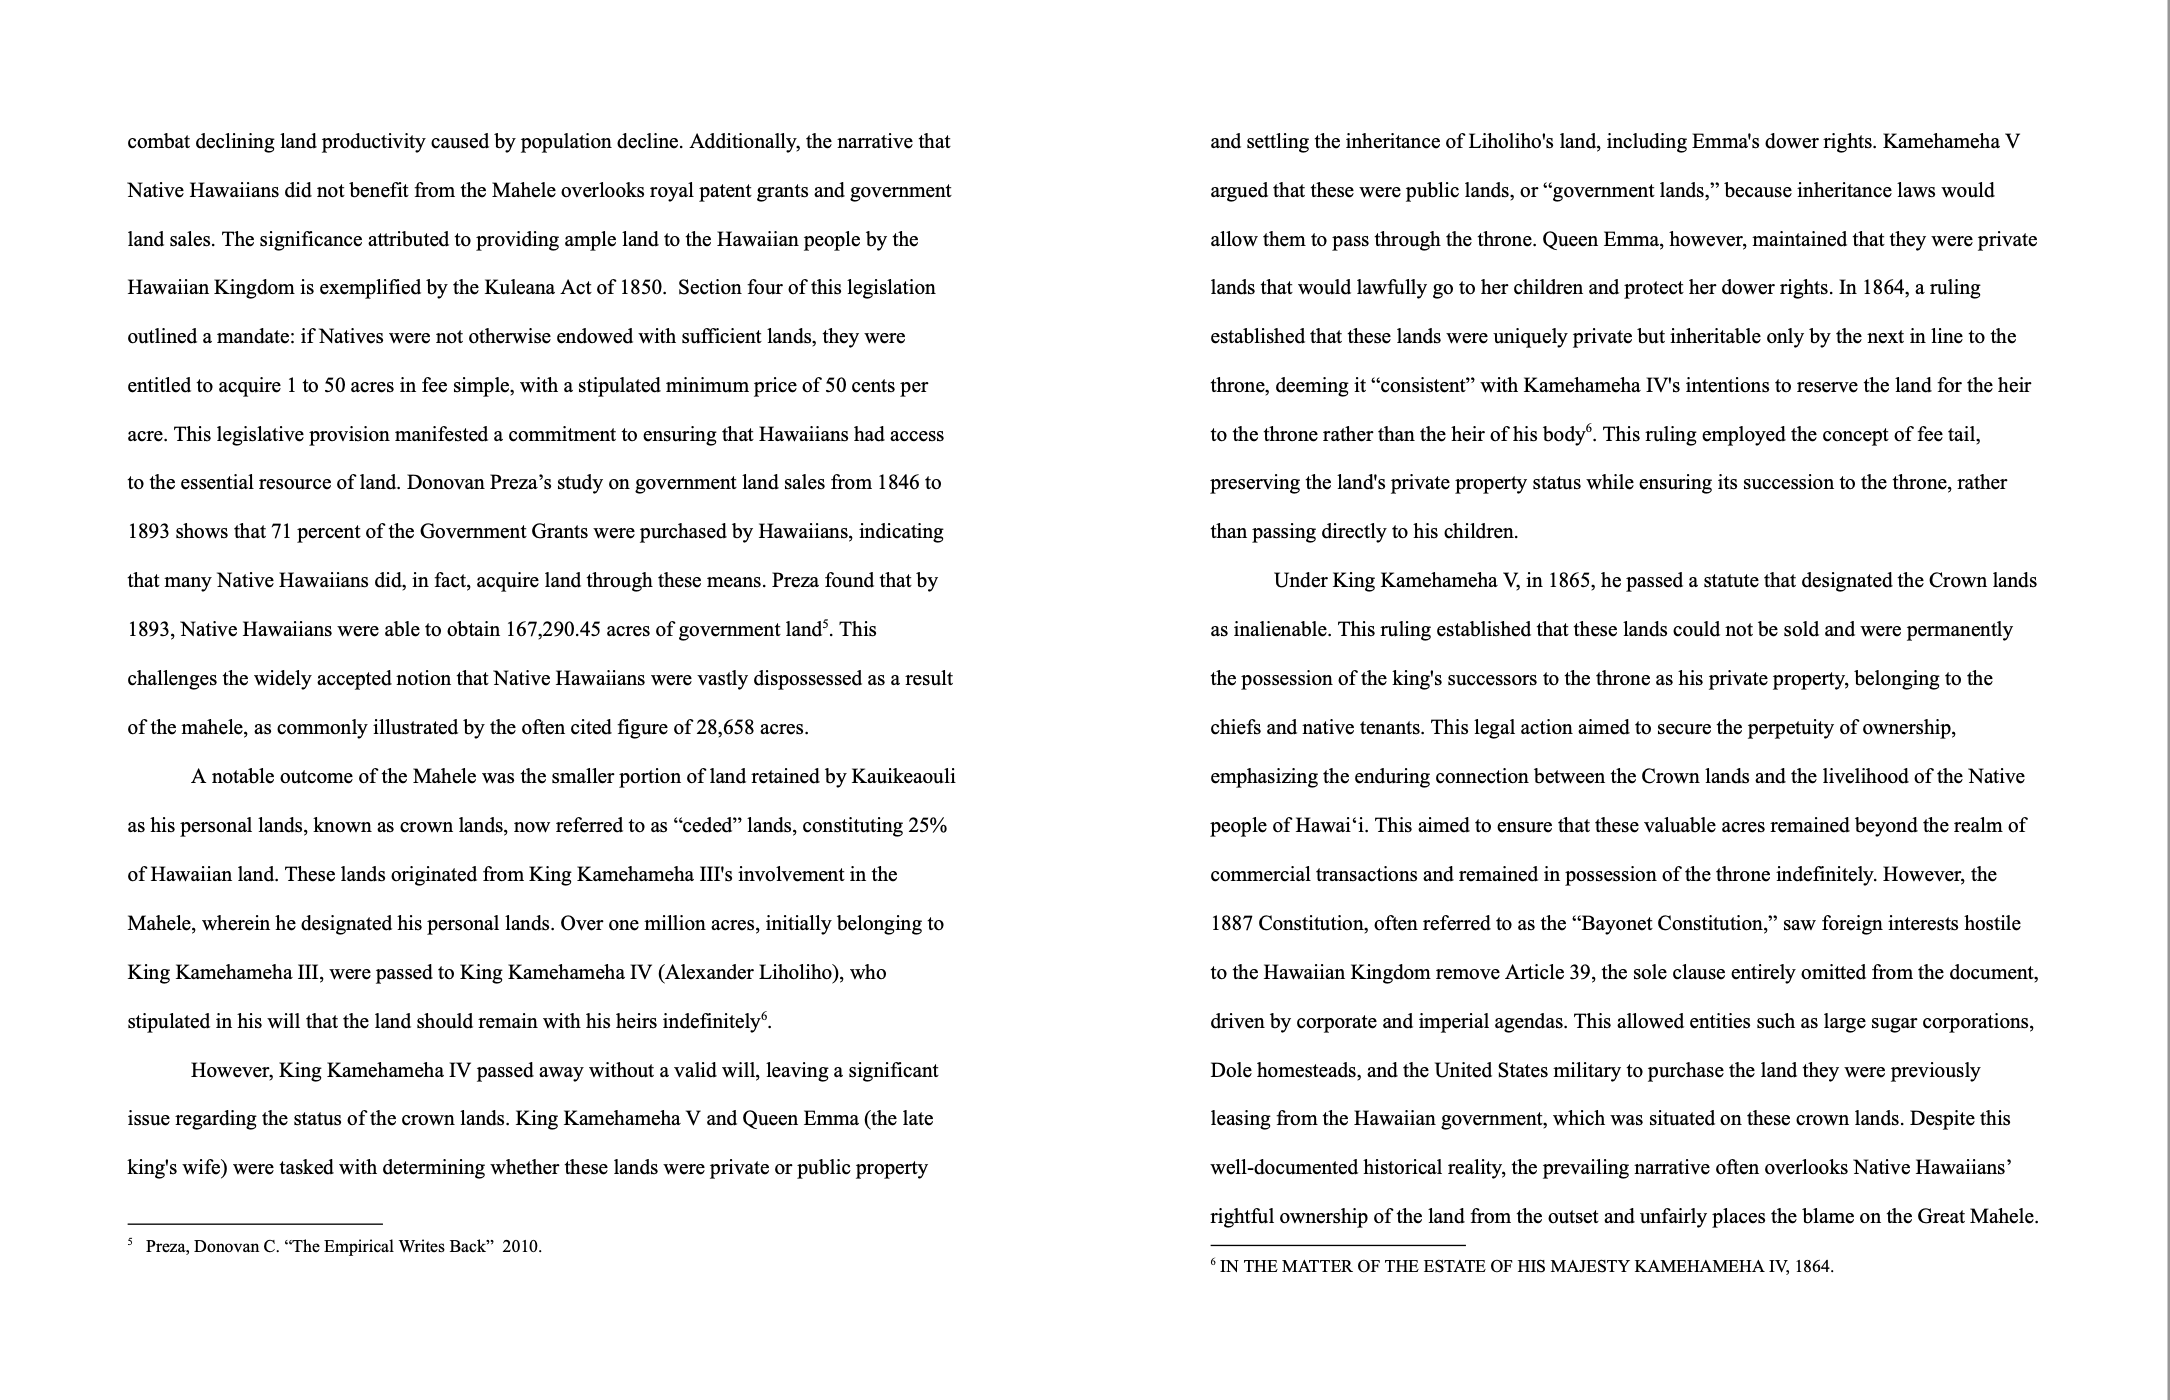 combat declining land productivity caused by population decline. Additionally, the narrative that
Native Hawaiians did not benefit from the Mahele overlooks royal patent grants and government
land sales. The significance attributed to providing ample land to the Hawaiian people by the
Hawaiian Kingdom is exemplified by the Kuleana Act of 1850.  Section four of this legislation
outlined a mandate: if Natives were not otherwise endowed with sufficient lands, they were
entitled to acquire 1 to 50 acres in fee simple, with a stipulated minimum price of 50 cents per
acre. This legislative provision manifested a commitment to ensuring that Hawaiians had access
to the essential resource of land. Donovan Preza’s study on government land sales from 1846 to
1893 shows that 71 percent of the Government Grants were purchased by Hawaiians, indicating
that many Native Hawaiians did, in fact, acquire land through these means. Preza found that by
1893, Native Hawaiians were able to obtain 167,290.45 acres of government land⁵. This
challenges the widely accepted notion that Native Hawaiians were vastly dispossessed as a result
of the mahele, as commonly illustrated by the often cited figure of 28,658 acres.
A notable outcome of the Mahele was the smaller portion of land retained by Kauikeaouli
as his personal lands, known as crown lands, now referred to as “ceded” lands, constituting 25%
of Hawaiian land. These lands originated from King Kamehameha III's involvement in the
Mahele, wherein he designated his personal lands. Over one million acres, initially belonging to
King Kamehameha III, were passed to King Kamehameha IV (Alexander Liholiho), who
stipulated in his will that the land should remain with his heirs indefinitely⁶.
However, King Kamehameha IV passed away without a valid will, leaving a significant
issue regarding the status of the crown lands. King Kamehameha V and Queen Emma (the late
king's wife) were tasked with determining whether these lands were private or public property
⁵ Preza, Donovan C. “The Empirical Writes Back”  2010.
and settling the inheritance of Liholiho's land, including Emma's dower rights. Kamehameha V
argued that these were public lands, or “government lands,” because inheritance laws would
allow them to pass through the throne. Queen Emma, however, maintained that they were private
lands that would lawfully go to her children and protect her dower rights. In 1864, a ruling
established that these lands were uniquely private but inheritable only by the next in line to the
throne, deeming it “consistent” with Kamehameha IV's intentions to reserve the land for the heir
to the throne rather than the heir of his body⁶. This ruling employed the concept of fee tail,
preserving the land's private property status while ensuring its succession to the throne, rather
than passing directly to his children.
Under King Kamehameha V, in 1865, he passed a statute that designated the Crown lands
as inalienable. This ruling established that these lands could not be sold and were permanently
the possession of the king's successors to the throne as his private property, belonging to the
chiefs and native tenants. This legal action aimed to secure the perpetuity of ownership,
emphasizing the enduring connection between the Crown lands and the livelihood of the Native
people of Hawaiʻi. This aimed to ensure that these valuable acres remained beyond the realm of
commercial transactions and remained in possession of the throne indefinitely. However, the
1887 Constitution, often referred to as the “Bayonet Constitution,” saw foreign interests hostile
to the Hawaiian Kingdom remove Article 39, the sole clause entirely omitted from the document,
driven by corporate and imperial agendas. This allowed entities such as large sugar corporations,
Dole homesteads, and the United States military to purchase the land they were previously
leasing from the Hawaiian government, which was situated on these crown lands. Despite this
well-documented historical reality, the prevailing narrative often overlooks Native Hawaiians’
rightful ownership of the land from the outset and unfairly places the blame on the Great Mahele.
⁶ IN THE MATTER OF THE ESTATE OF HIS MAJESTY KAMEHAMEHA IV, 1864.